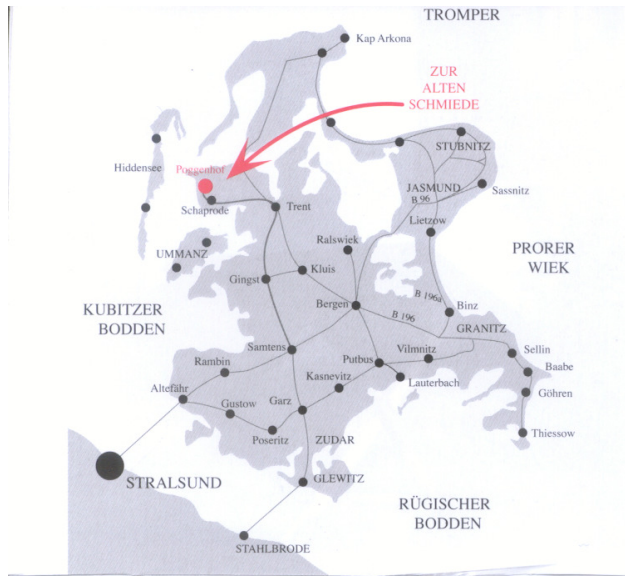 TROMPER
Kap Arkona
ZUR
ALTEN
SCHMIEDE
STUBNITZ
Hiddensee
Poggenhof
JASMUND
Sassnitz
B 96
Schaprode
Trent
Lietzow
Ralswiek
PRORER
WIEK
UMMANZ
Kluis
Gingst
B 196a
Bergen
Binz
KUBITZER
BODDEN
B 196
GRANITZ
Samtens
Vilmnitz
Sellin
Rambin
Putbus
Baabe
Kasnevitz
Lauterbach
Altefähr
Göhren
Gustow
Garz
Poseritz
ZUDAR
Thiessow
STRALSUND
GLEWITZ
RÜGISCHER
BODDEN
STAHLBRODE